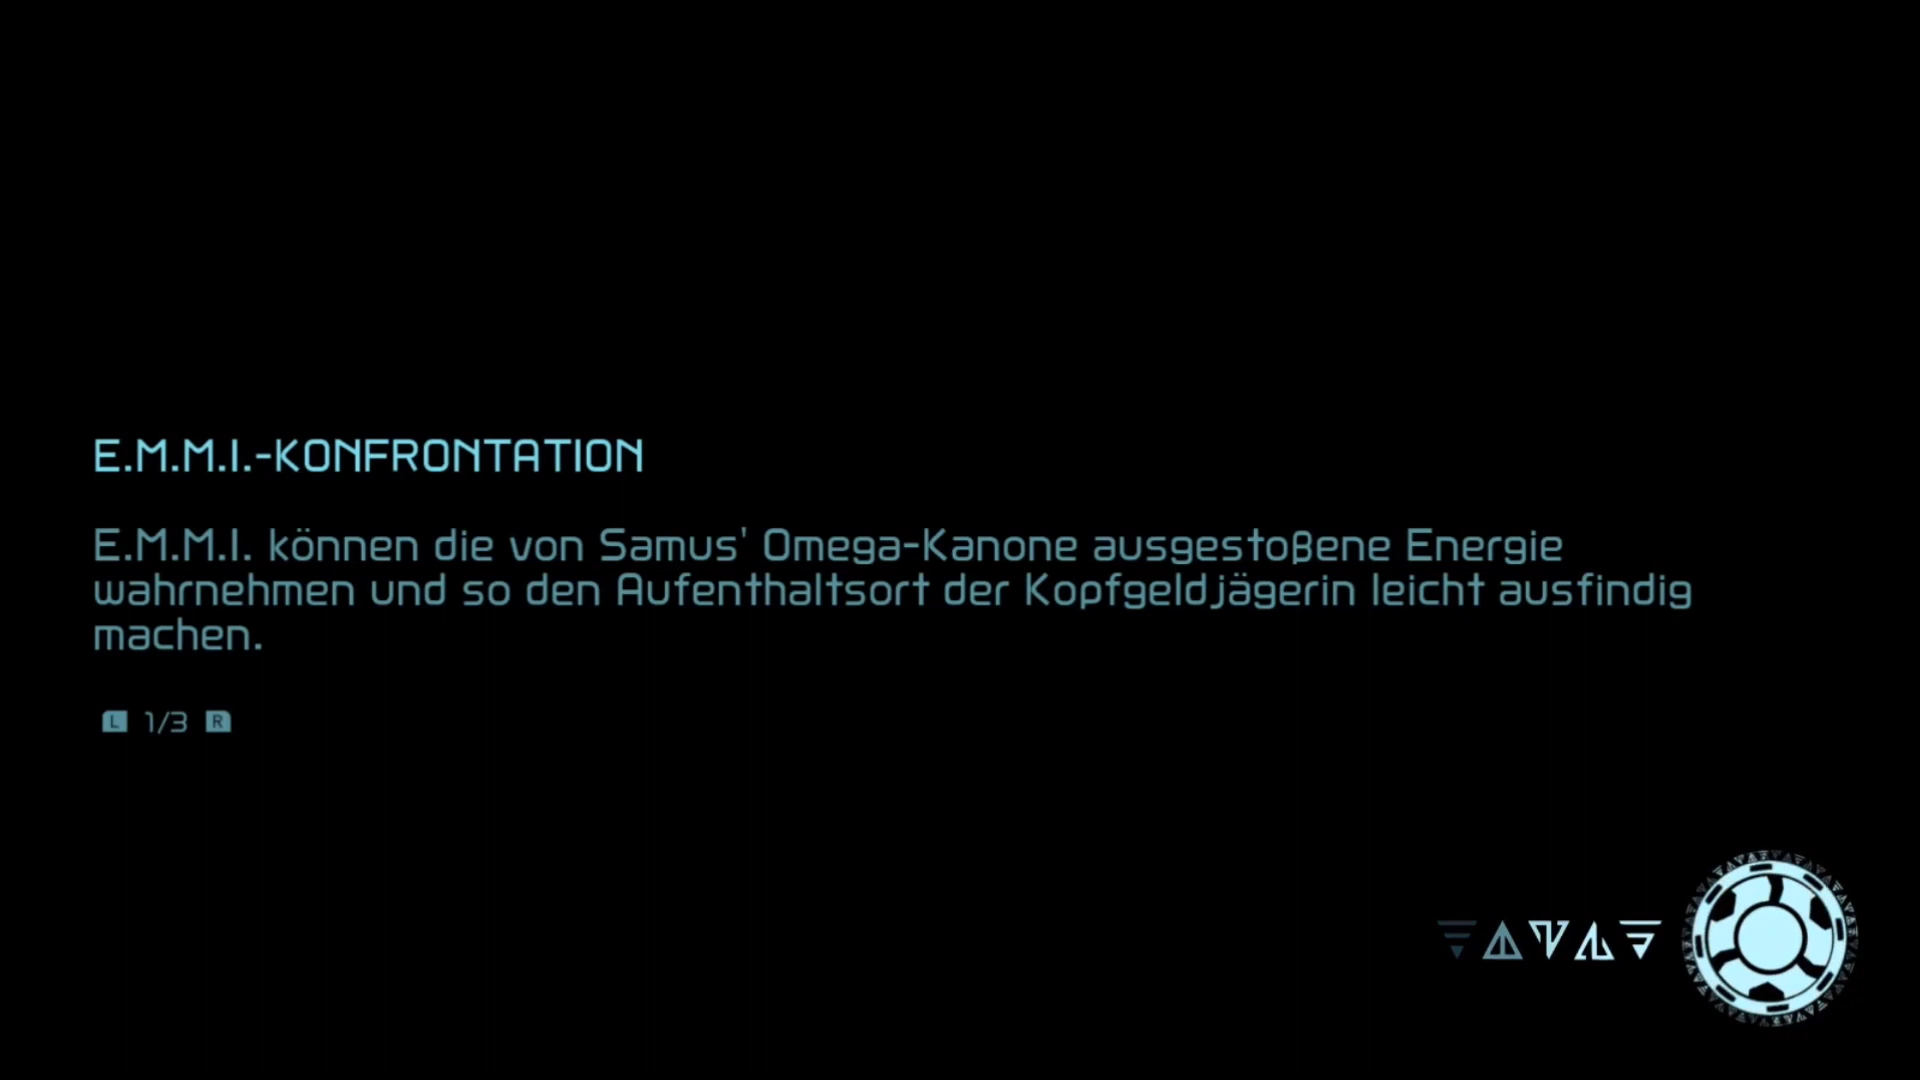 E.M.M.I.-KONFRONTATION
E.M.M.I. können die von Samus' Omega-Kanone ausgestoßene Energie
wahrnehmen und so den Aufenthaltsort der Kopfgeldjägerin leicht ausfindig
machen.
L 1/3 R